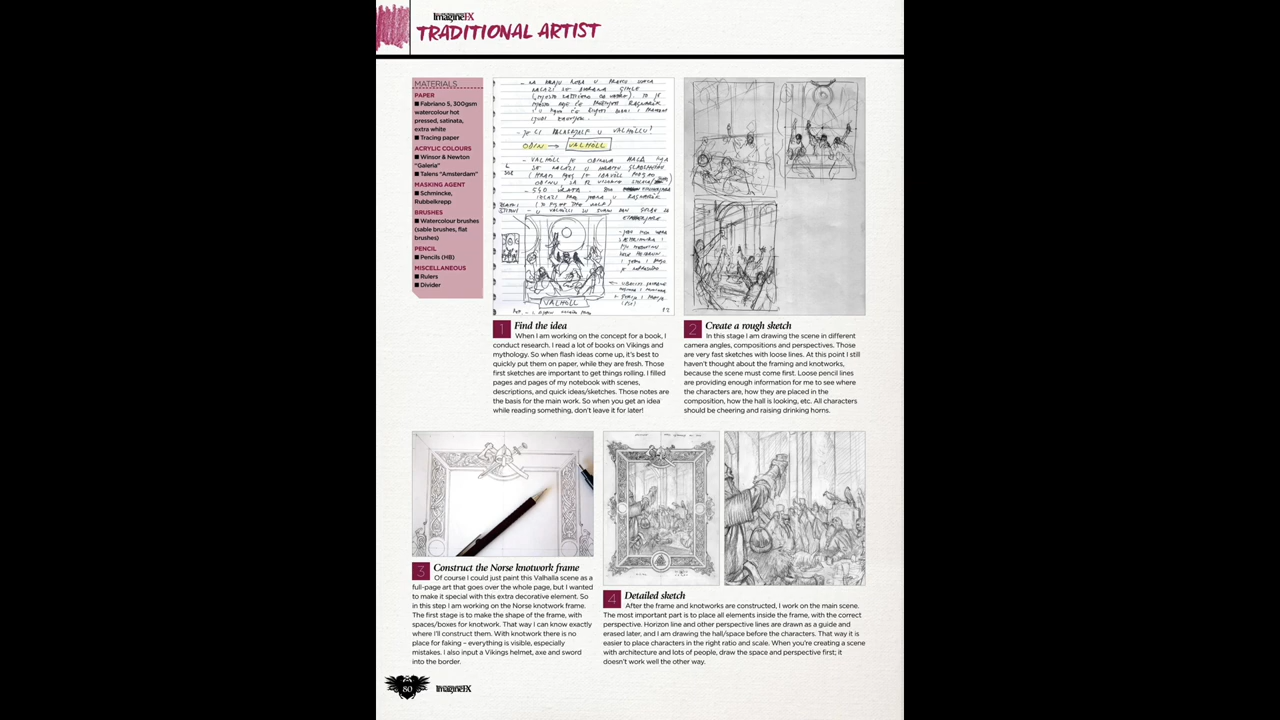 ImagineFX
TRADITIONAL ARTIST
MATERIALS
PAPER
■ Fabriano 5, 300gsm
watercolour hot
pressed, satinata,
extra white
■ Tracing paper
ACRYLIC COLOURS
■ Winsor & Newton
"Galeria"
■ Talens "Amsterdam"
MASKING AGENT
■ Schmincke,
Rubbelkrepp
BRUSHES
■ Watercolour brushes
(sable brushes, flat
brushes)
PENCIL
■ Pencils (HB)
MISCELLANEOUS
■ Rulers
■ Divider
ODIN → VALHÖLL
VALHÖLL
1 Find the idea
When I am working on the concept for a book, I
conduct research. I read a lot of books on Vikings and
mythology. So when flash ideas come up, it's best to
quickly put them on paper, while they are fresh. Those
first sketches are important to get things rolling. I filled
pages and pages of my notebook with scenes,
descriptions, and quick ideas/sketches. Those notes are
the basis for the main work. So when you get an idea
while reading something, don't leave it for later!
2 Create a rough sketch
In this stage I am drawing the scene in different
camera angles, compositions and perspectives. Those
are very fast sketches with loose lines. At this point I still
haven't thought about the framing and knotworks,
because the scene must come first. Loose pencil lines
are providing enough information for me to see where
the characters are, how they are placed in the
composition, how the hall is looking, etc. All characters
should be cheering and raising drinking horns.
3 Construct the Norse knotwork frame
Of course I could just paint this Valhalla scene as a
full-page art that goes over the whole page, but I wanted
to make it special with this extra decorative element. So
in this step I am working on the Norse knotwork frame.
The first stage is to make the shape of the frame, with
spaces/boxes for knotwork. That way I can know exactly
where I'll construct them. With knotwork there is no
place for faking – everything is visible, especially
mistakes. I also input a Vikings helmet, axe and sword
into the border.
4 Detailed sketch
After the frame and knotworks are constructed, I work on the main scene.
The most important part is to place all elements inside the frame, with the correct
perspective. Horizon line and other perspective lines are drawn as a guide and
erased later, and I am drawing the hall/space before the characters. That way it is
easier to place characters in the right ratio and scale. When you're creating a scene
with architecture and lots of people, draw the space and perspective first; it
doesn't work well the other way.
80
ImagineFX